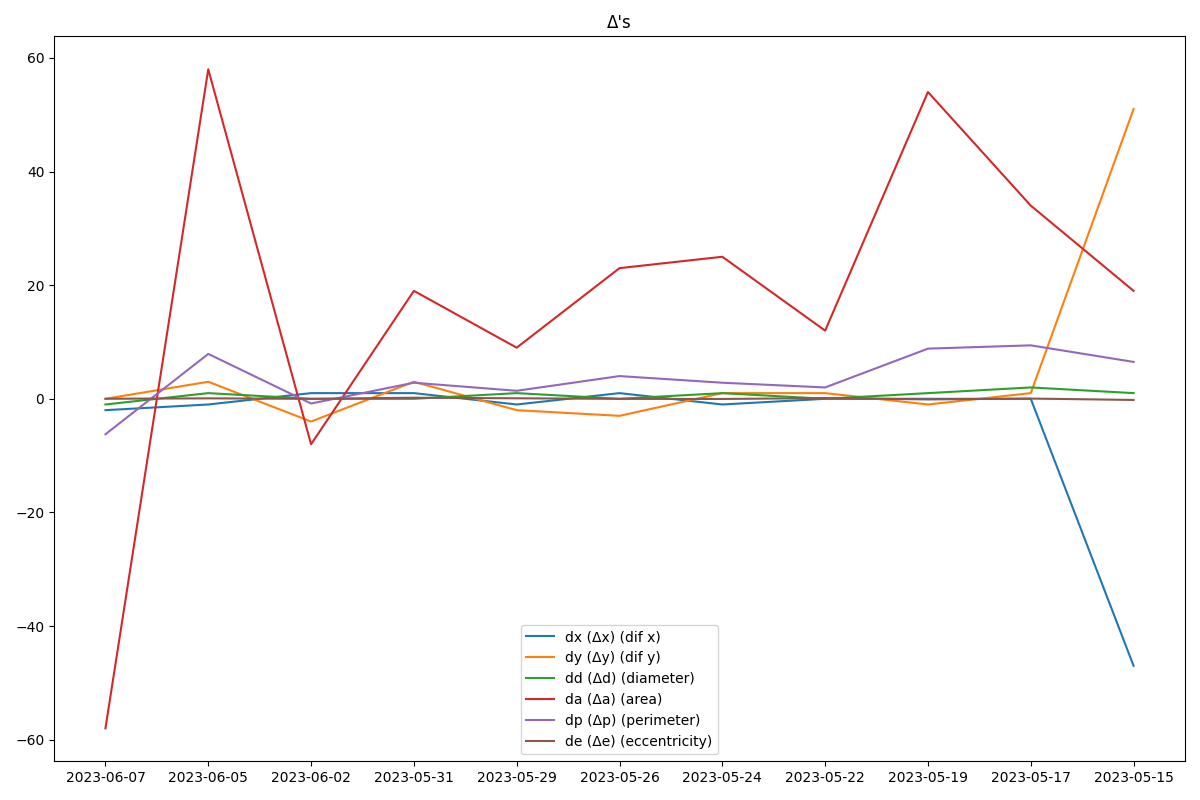 Δ's
60
40
20
0
−20
−40
−60
dx (Δx) (dif x)
dy (Δy) (dif y)
dd (Δd) (diameter)
da (Δa) (area)
dp (Δp) (perimeter)
de (Δe) (eccentricity)
2023-06-07 2023-06-05 2023-06-02 2023-05-31 2023-05-29 2023-05-26 2023-05-24 2023-05-22 2023-05-19 2023-05-17 2023-05-15